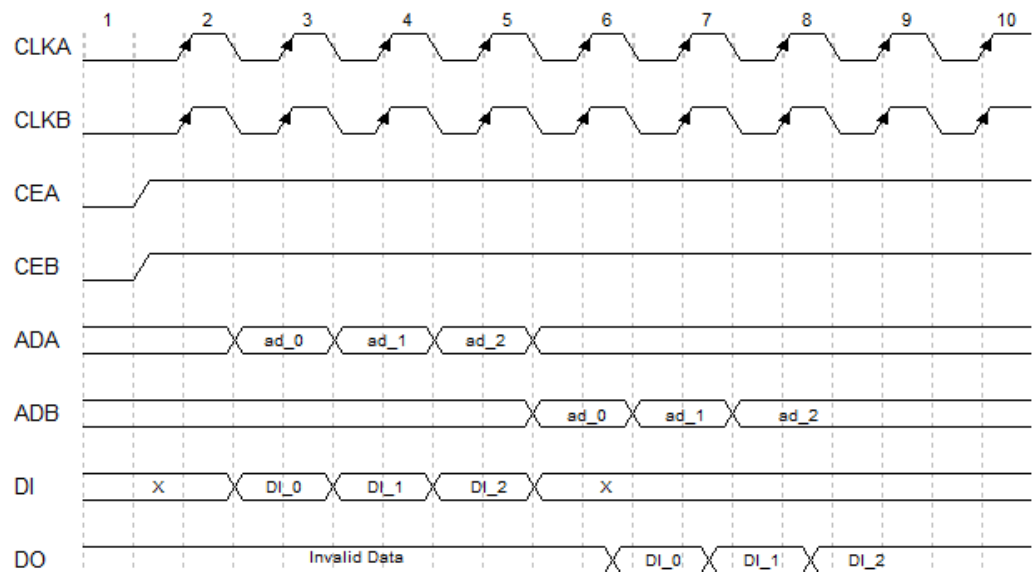 1 2 3 4 5 6 7 8 9 10
CLKA
CLKB
CEA
CEB
ADA ad_0 ad_1 ad_2
ADB ad_0 ad_1 ad_2
DI X DI_0 DI_1 DI_2 X
DO Invalid Data DI_0 DI_1 DI_2